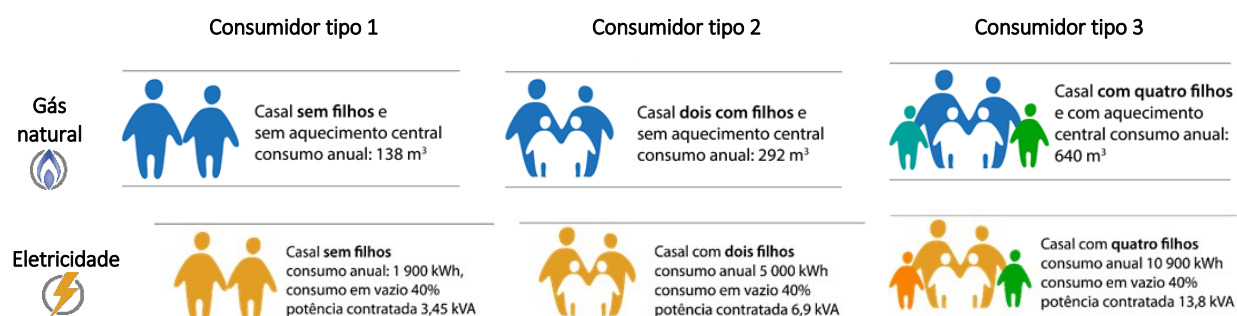 Consumidor tipo 1
Consumidor tipo 2
Consumidor tipo 3
Gás
natural
Casal sem filhos e
sem aquecimento central
consumo anual: 138 m³
Casal dois com filhos e
sem aquecimento central
consumo anual: 292 m³
Casal com quatro filhos
e com aquecimento
central consumo anual:
640 m³
Eletricidade
Casal sem filhos
consumo anual: 1 900 kWh,
consumo em vazio 40%
potência contratada 3,45 kVA
Casal com dois filhos
consumo anual 5 000 kWh
consumo em vazio 40%
potência contratada 6,9 kVA
Casal com quatro filhos
consumo anual 10 900 kWh
consumo em vazio 40%
potência contratada 13,8 kVA